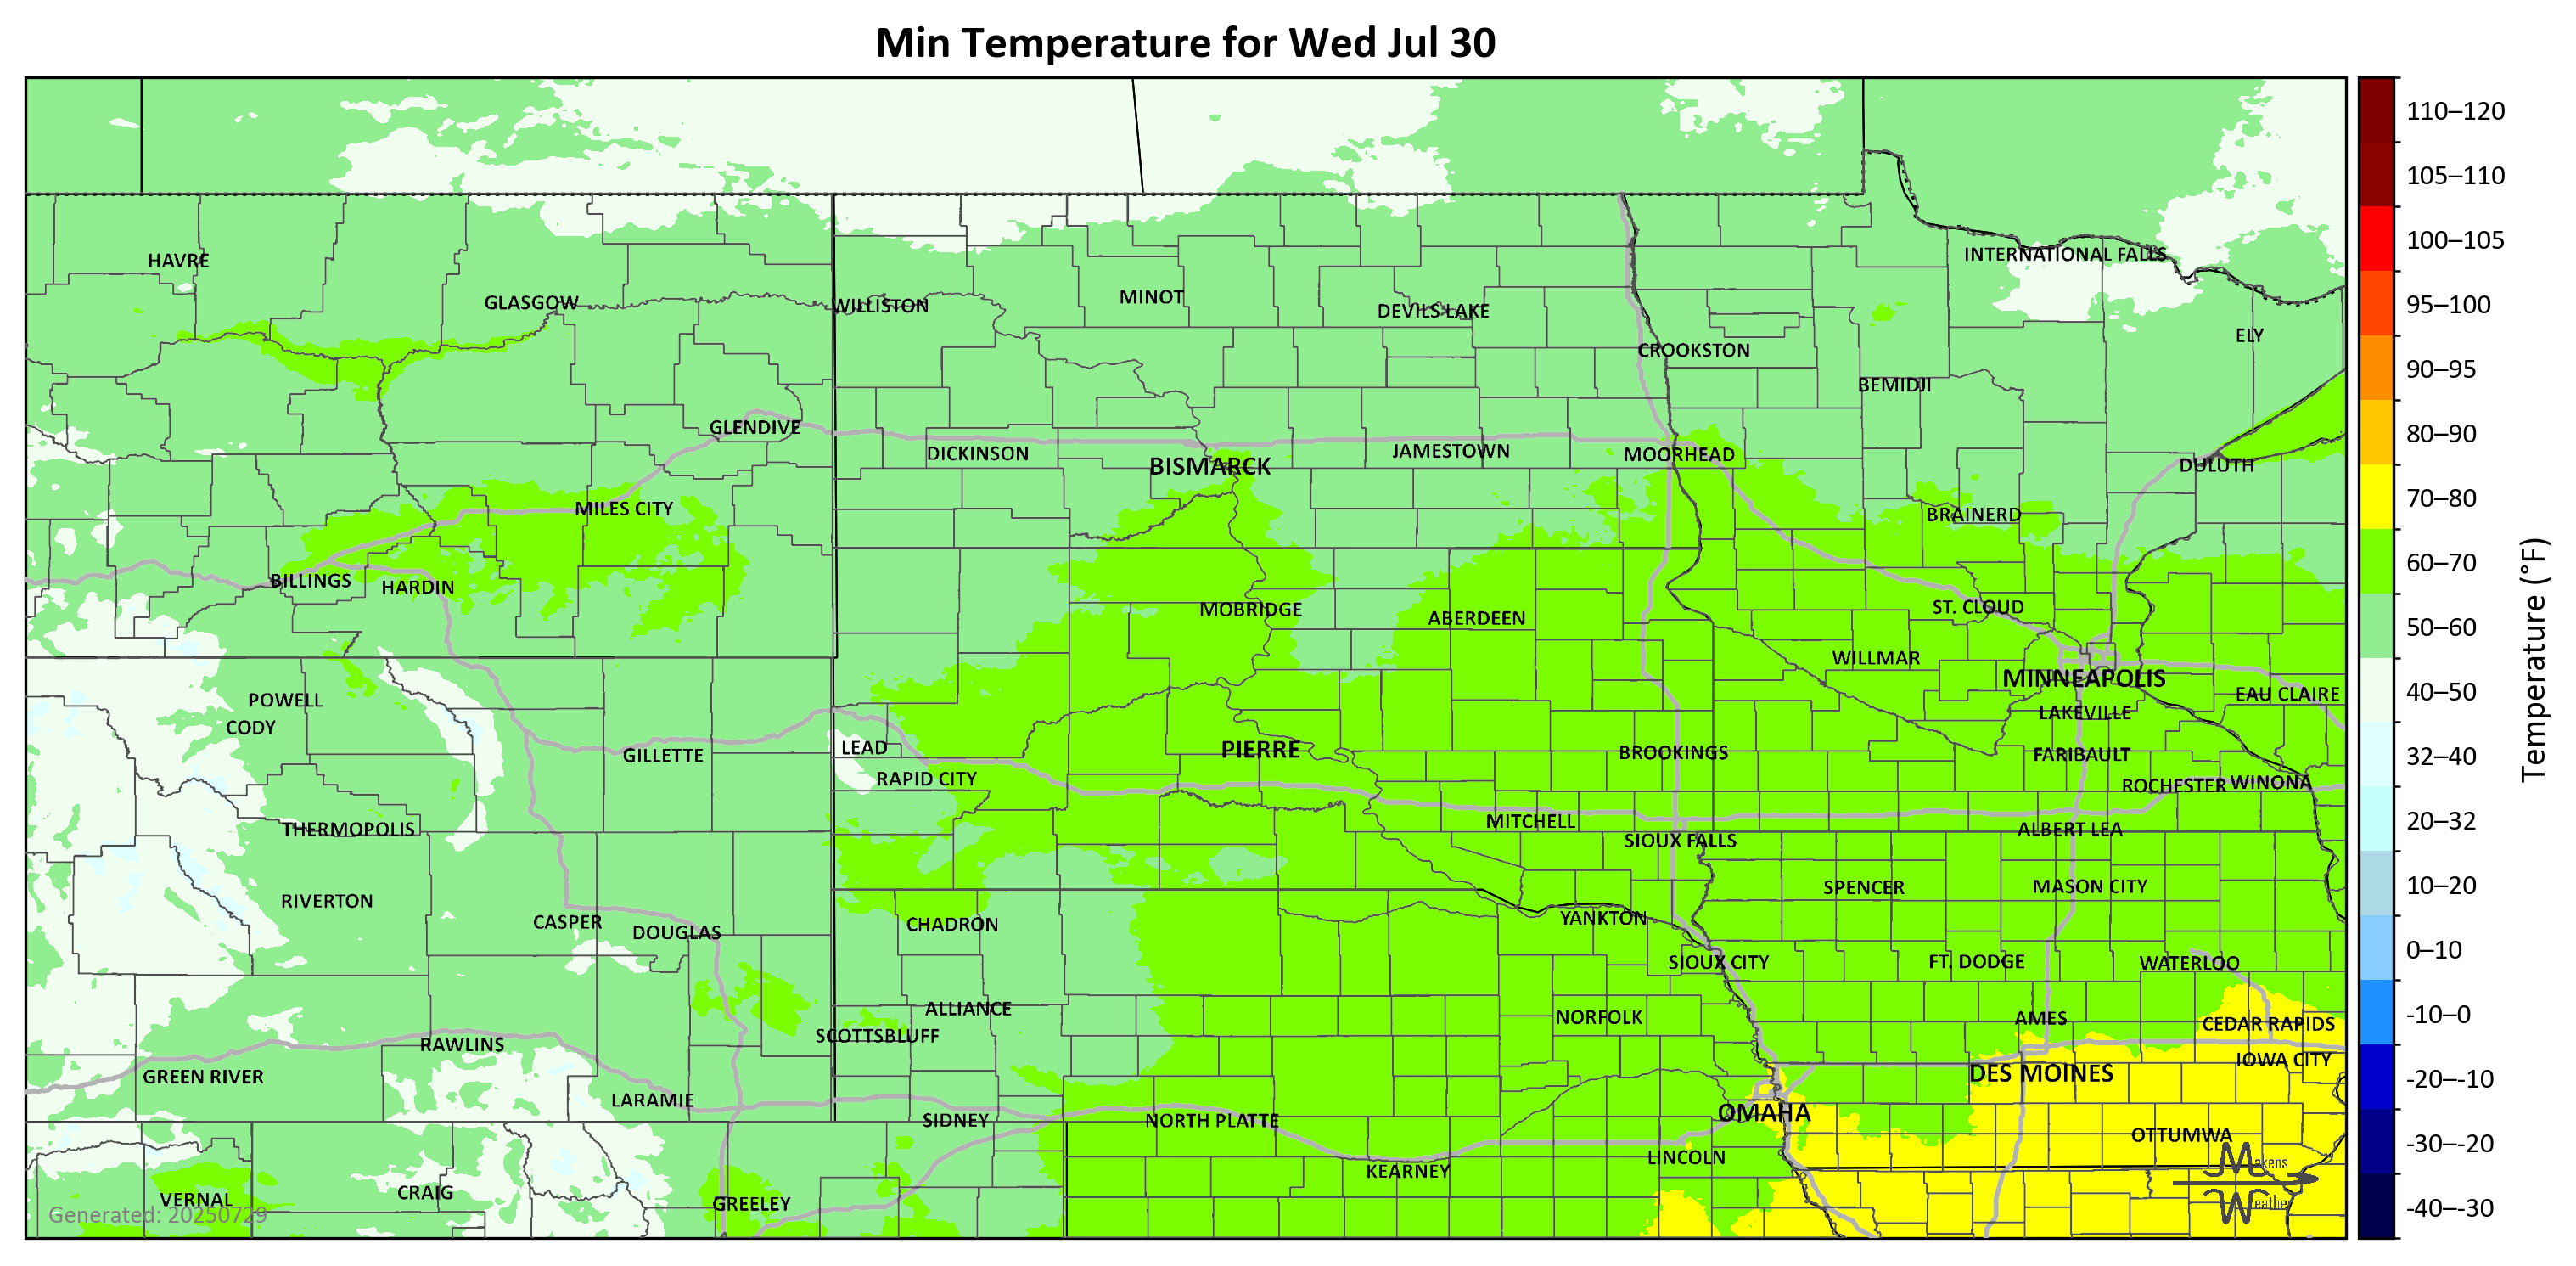 Min Temperature for Wed Jul 30
110–120
105–110
100–105
95–100
90–95
80–90
70–80
60–70
50–60
40–50
32–40
20–32
10–20
0–10
-10–0
-20–-10
-30–-20
-40–-30
Temperature (°F)
HAVRE
INTERNATIONAL FALLS
GLASGOW
WILLISTON
MINOT
DEVILS LAKE
ELY
CROOKSTON
BEMIDJI
GLENDIVE
DICKINSON
BISMARCK
JAMESTOWN
MOORHEAD
DULUTH
MILES CITY
BRAINERD
BILLINGS
HARDIN
MOBRIDGE
ABERDEEN
ST. CLOUD
WILLMAR
MINNEAPOLIS
EAU CLAIRE
POWELL
CODY
LAKEVILLE
GILLETTE
LEAD
PIERRE
BROOKINGS
FARIBAULT
RAPID CITY
ROCHESTER
WINONA
THERMOPOLIS
MITCHELL
SIOUX FALLS
ALBERT LEA
RIVERTON
SPENCER
MASON CITY
CASPER
DOUGLAS
CHADRON
YANKTON
SIOUX CITY
FT. DODGE
WATERLOO
ALLIANCE
NORFOLK
AMES
CEDAR RAPIDS
SCOTTSBLUFF
RAWLINS
IOWA CITY
GREEN RIVER
DES MOINES
LARAMIE
SIDNEY
NORTH PLATTE
OMAHA
OTTUMWA
LINCOLN
KEARNEY
VERNAL
CRAIG
GREELEY
Makens
Weather
Generated: 20250729